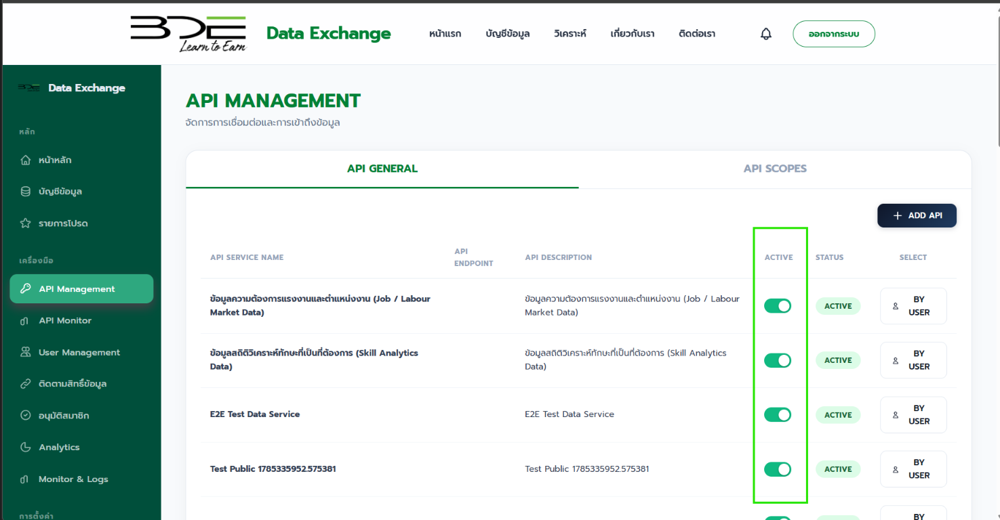 BDE
Learn to Earn
Data Exchange
หน้าแรก
บัญชีข้อมูล
วิเคราะห์
เกี่ยวกับเรา
ติดต่อเรา
ออกจากระบบ
BDE
Data Exchange
หลัก
หน้าหลัก
บัญชีข้อมูล
รายการโปรด
เครื่องมือ
API Management
API Monitor
User Management
ติดตามสิทธิ์ข้อมูล
อนุมัติสมาชิก
Analytics
Monitor & Logs
การตั้งค่า
API MANAGEMENT
จัดการการเชื่อมต่อและการเข้าถึงข้อมูล
API GENERAL
API SCOPES
ADD API
API SERVICE NAME
API
ENDPOINT
API DESCRIPTION
ACTIVE
STATUS
SELECT
ข้อมูลความต้องการแรงงานและตำแหน่งงาน (Job / Labour
Market Data)
ข้อมูลความต้องการแรงงานและตำแหน่งงาน (Job / Labour
Market Data)
ACTIVE
BY
USER
ข้อมูลสถิติวิเคราะห์ทักษะที่เป็นที่ต้องการ (Skill Analytics
Data)
ข้อมูลสถิติวิเคราะห์ทักษะที่เป็นที่ต้องการ (Skill Analytics
Data)
ACTIVE
BY
USER
E2E Test Data Service
E2E Test Data Service
ACTIVE
BY
USER
Test Public 1785335952.575381
Test Public 1785335952.575381
ACTIVE
BY
USER
BY